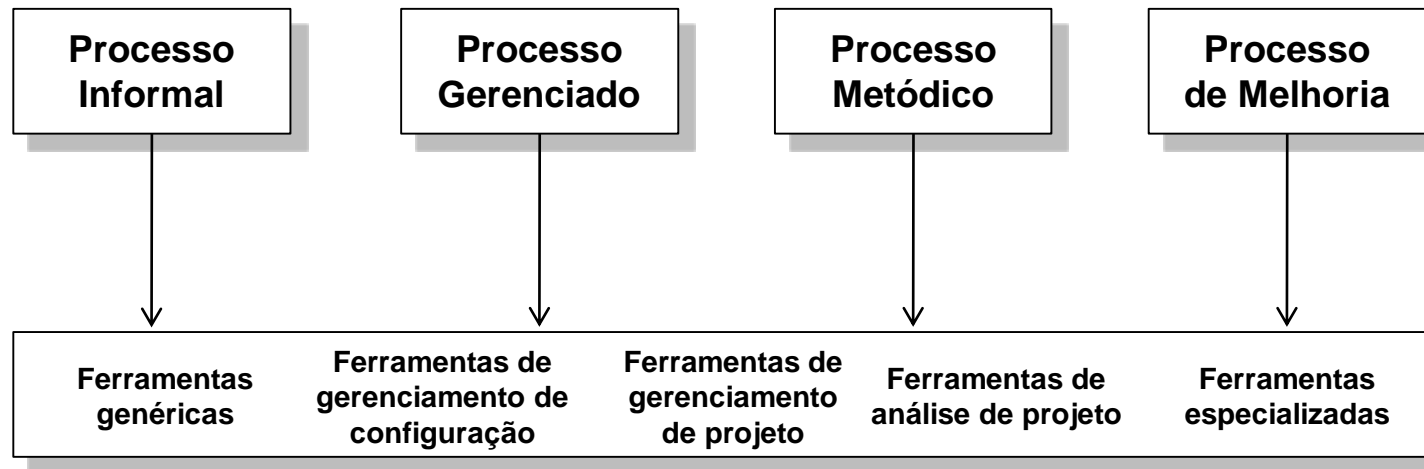 Processo
Informal
Processo
Gerenciado
Processo
Metódico
Processo
de Melhoria
Ferramentas
genéricas
Ferramentas de
gerenciamento de
configuração
Ferramentas de
gerenciamento
de projeto
Ferramentas de
análise de projeto
Ferramentas
especializadas